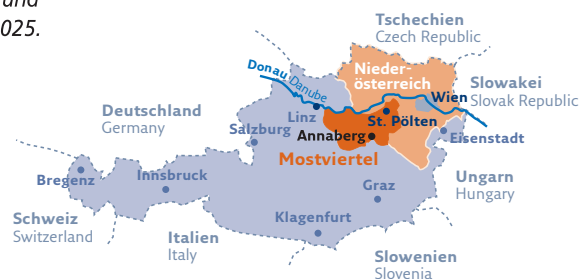 und
025.
Tschechien
Czech Republic
Donau Danube
Nieder-
österreich
Slowakei
Slovak Republic
Wien
Deutschland
Germany
Linz
St. Pölten
Salzburg
Annaberg
Eisenstadt
Mostviertel
Bregenz
Innsbruck
Graz
Ungarn
Hungary
Schweiz
Switzerland
Klagenfurt
Italien
Italy
Slowenien
Slovenia